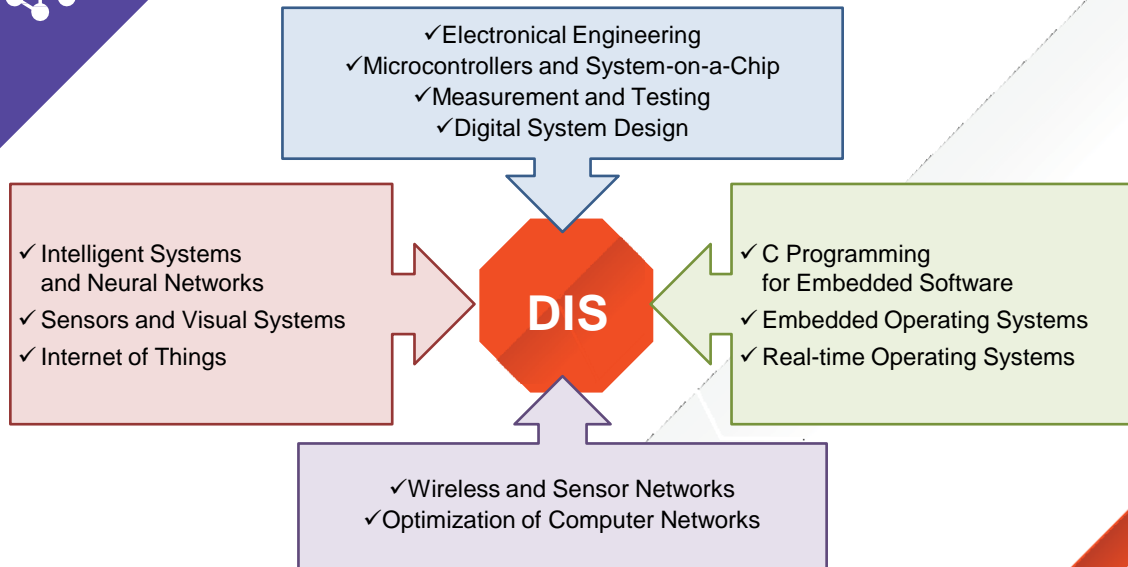 ✓Electronical Engineering
✓Microcontrollers and System-on-a-Chip
✓Measurement and Testing
✓Digital System Design
✓ Intelligent Systems
and Neural Networks
✓ Sensors and Visual Systems
✓ Internet of Things
DIS
✓ C Programming
for Embedded Software
✓ Embedded Operating Systems
✓ Real-time Operating Systems
✓Wireless and Sensor Networks
✓Optimization of Computer Networks